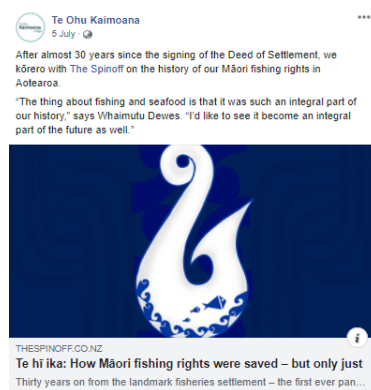 Te Ohu Kaimoana
5 July ·
After almost 30 years since the signing of the Deed of Settlement, we
kōrero with The Spinoff on the history of our Māori fishing rights in
Aotearoa.
“The thing about fishing and seafood is that it was such an integral part of
our history,” says Whaimutu Dewes. “I’d like to see it become an integral
part of the future as well.”
THESPINOFF.CO.NZ
Te hī ika: How Māori fishing rights were saved – but only just
Thirty years on from the landmark fisheries settlement – the first ever pan…